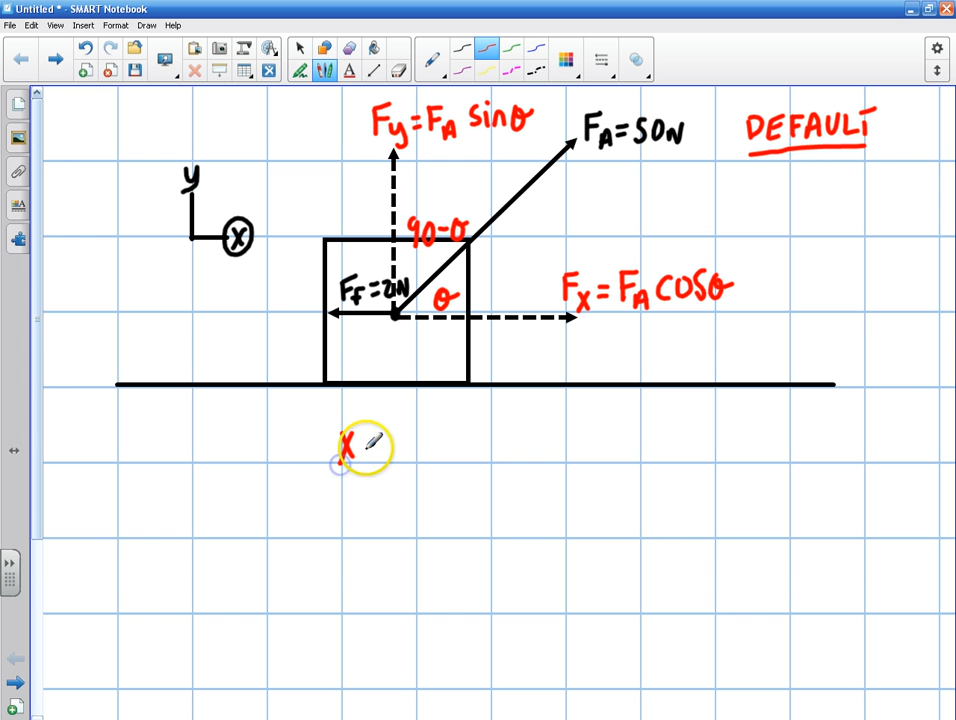 Untitled * - SMART Notebook
File Edit View Insert Format Draw Help
Fy = FA sinθ
FA = 50N
DEFAULT
y
x
90-θ
Ff = 20N
θ
Fx = FA cosθ
x